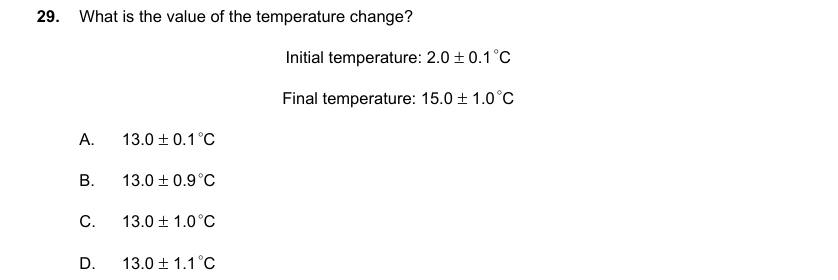 29. What is the value of the temperature change?
Initial temperature: 2.0 ± 0.1 °C
Final temperature: 15.0 ± 1.0 °C
A. 13.0 ± 0.1 °C
B. 13.0 ± 0.9 °C
C. 13.0 ± 1.0 °C
D. 13.0 ± 1.1 °C